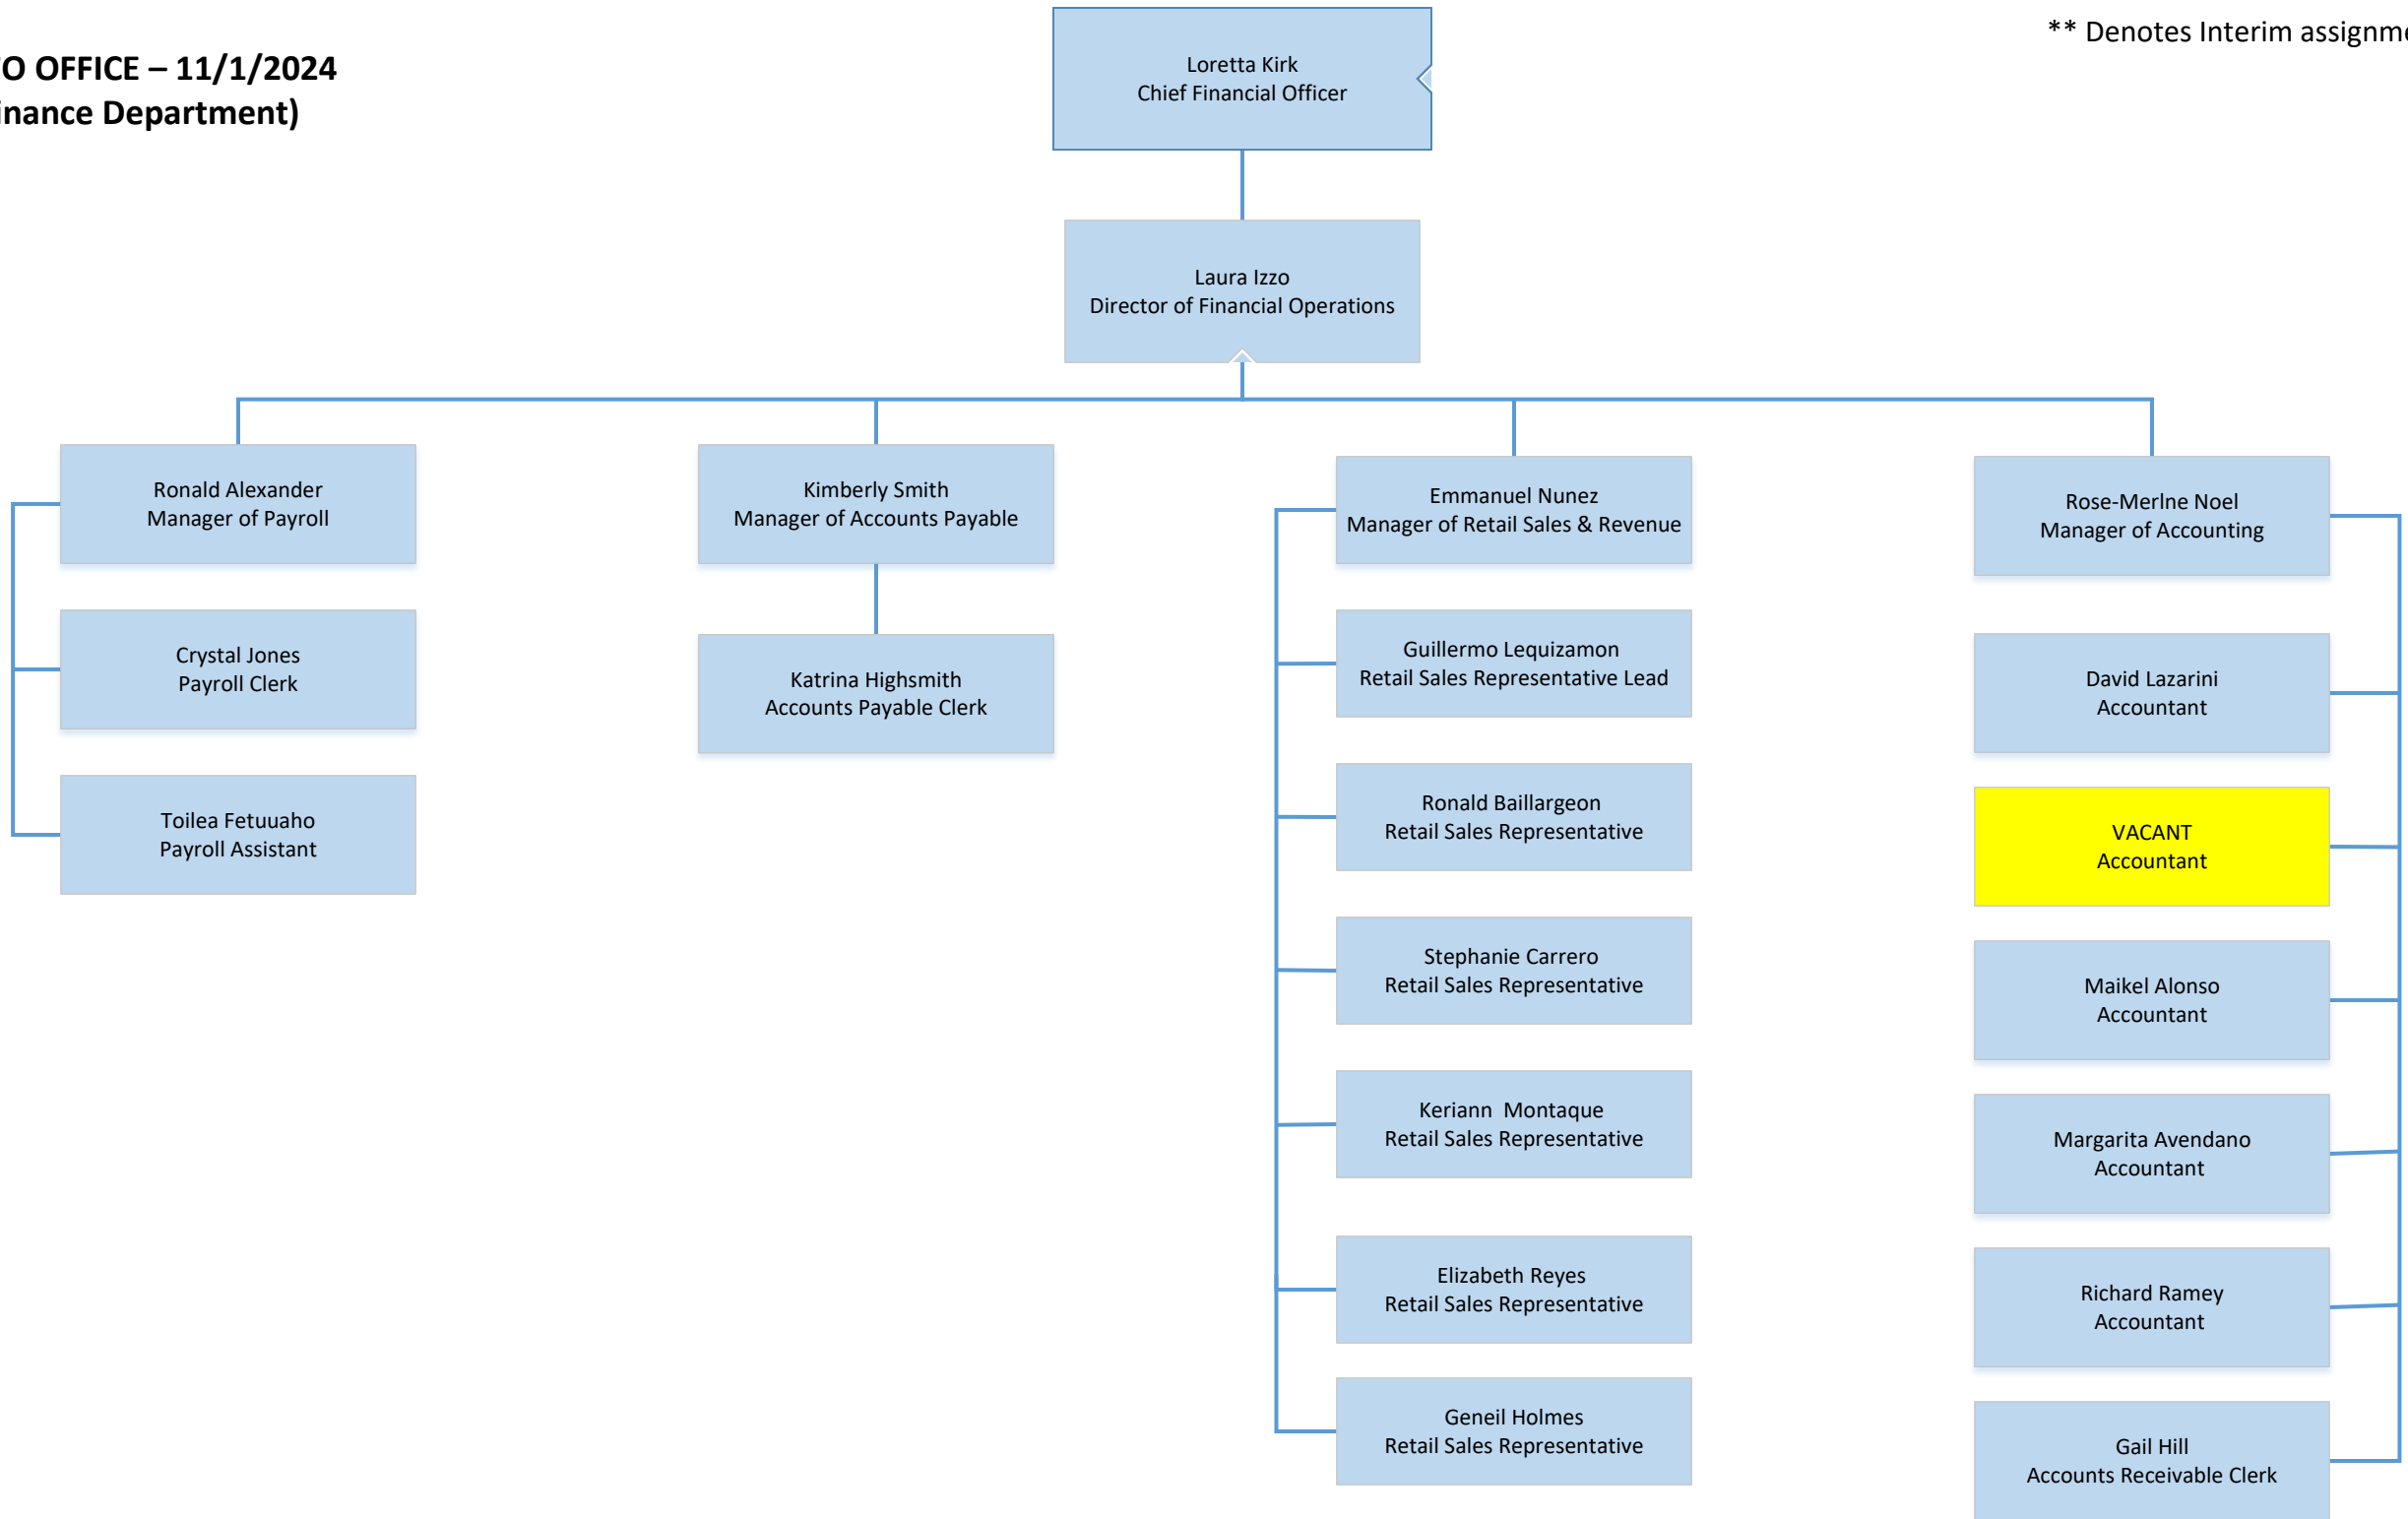 O OFFICE – 11/1/2024
inance Department)
** Denotes Interim assignm
Loretta Kirk
Chief Financial Officer
Laura Izzo
Director of Financial Operations
Ronald Alexander
Manager of Payroll
Crystal Jones
Payroll Clerk
Toilea Fetuuaho
Payroll Assistant
Kimberly Smith
Manager of Accounts Payable
Katrina Highsmith
Accounts Payable Clerk
Emmanuel Nunez
Manager of Retail Sales & Revenue
Guillermo Lequizamon
Retail Sales Representative Lead
Ronald Baillargeon
Retail Sales Representative
Stephanie Carrero
Retail Sales Representative
Keriann  Montaque
Retail Sales Representative
Elizabeth Reyes
Retail Sales Representative
Geneil Holmes
Retail Sales Representative
Rose-Merlne Noel
Manager of Accounting
David Lazarini
Accountant
VACANT
Accountant
Maikel Alonso
Accountant
Margarita Avendano
Accountant
Richard Ramey
Accountant
Gail Hill
Accounts Receivable Clerk